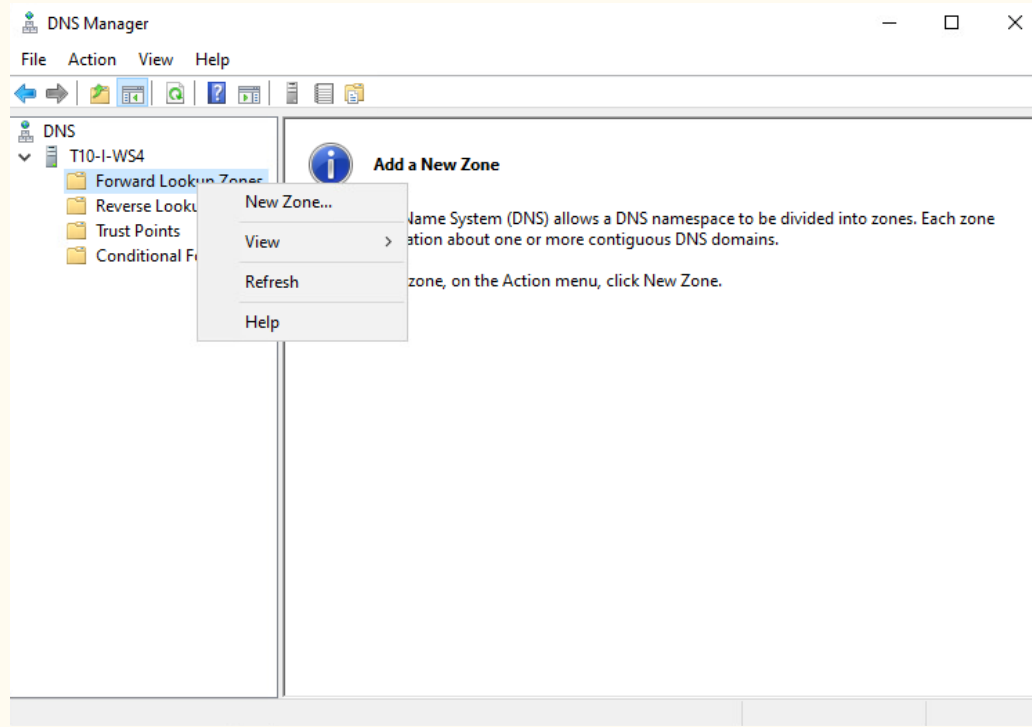 DNS Manager
File Action View Help
DNS
T10-I-WS4
Forward Lookup Zones
Reverse Looku
Trust Points
Conditional F
New Zone...
View
Refresh
Help
Add a New Zone
Name System (DNS) allows a DNS namespace to be divided into zones. Each zone
ation about one or more contiguous DNS domains.
zone, on the Action menu, click New Zone.